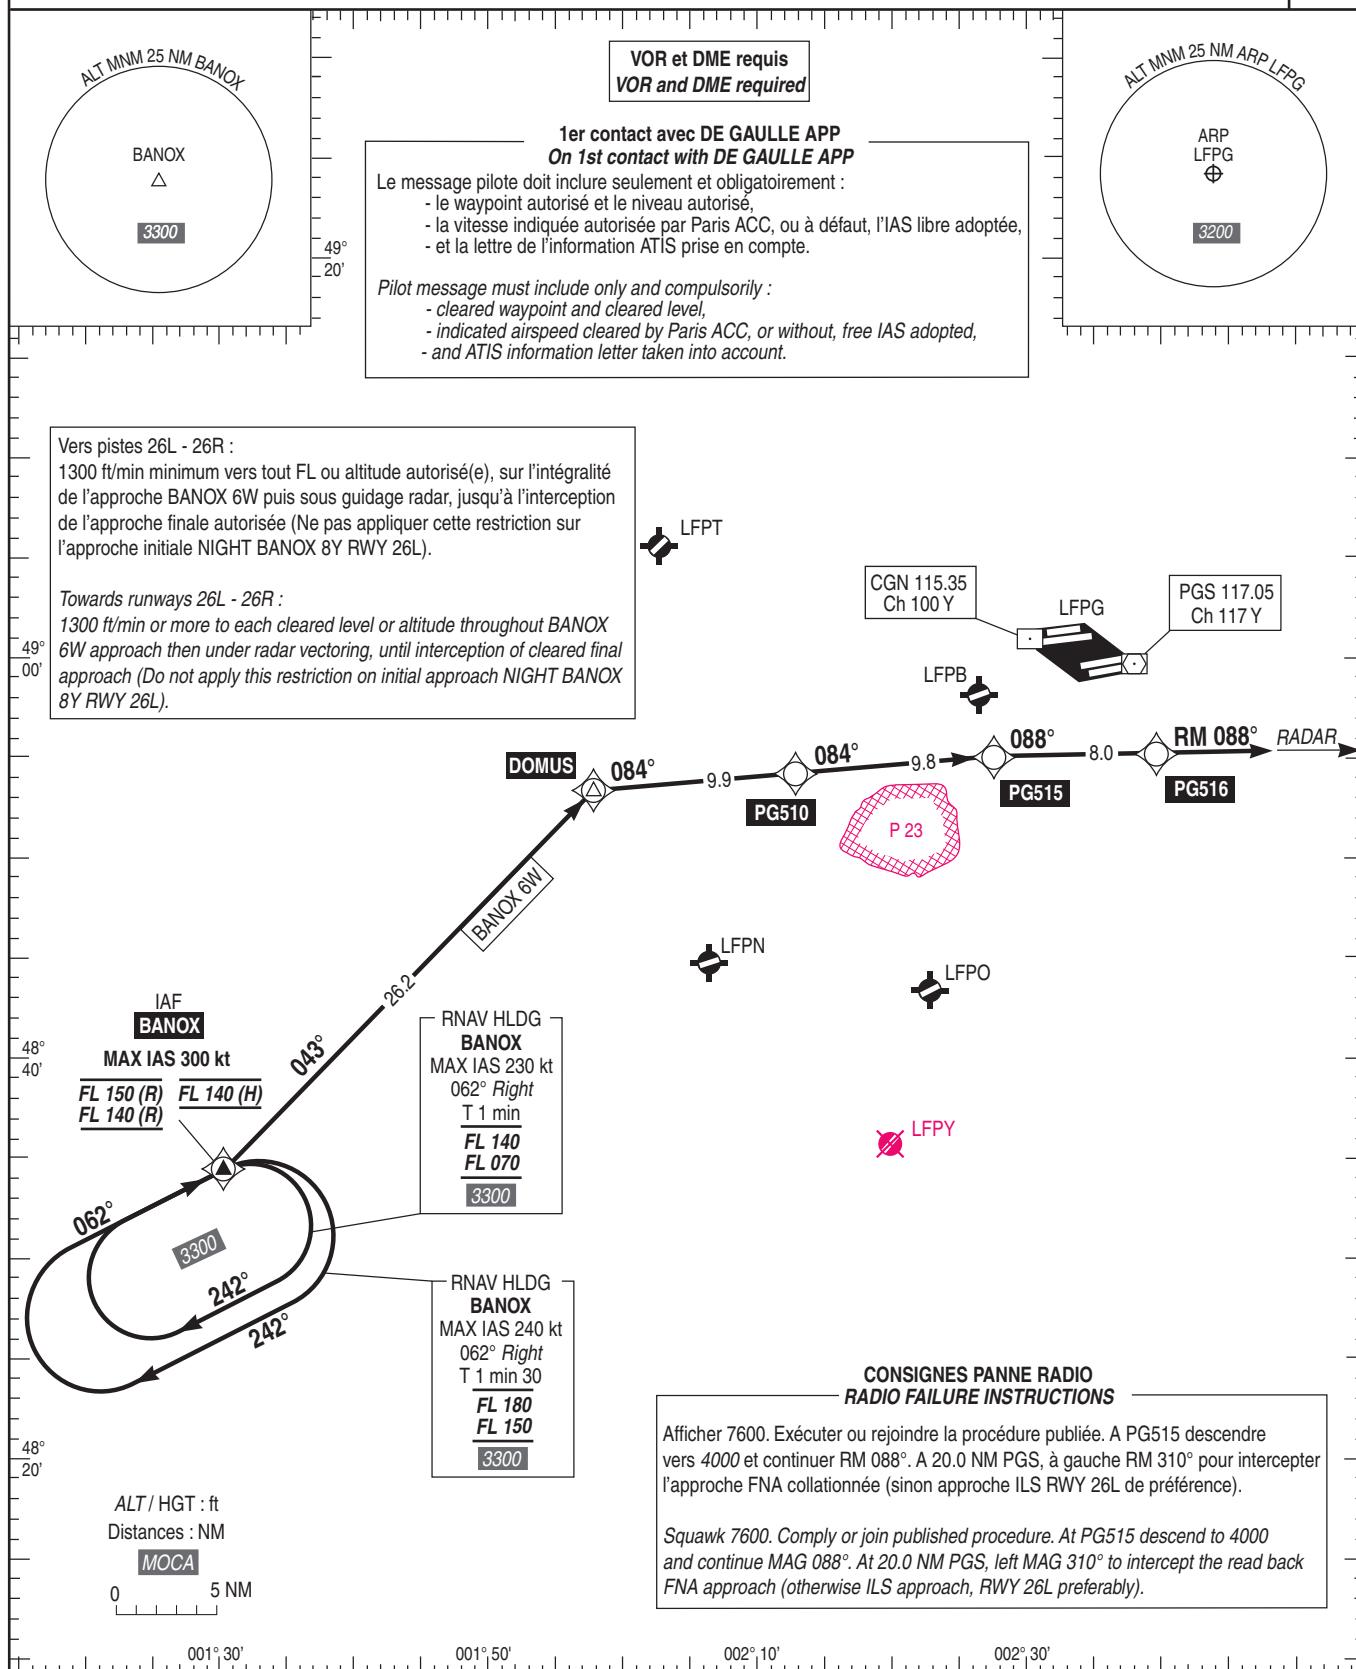 ALT MNM 25 NM BANOX
BANOX
3300
VOR et DME requis
VOR and DME required
ALT MNM 25 NM ARP LFPG
ARP
LFPG
3200
1er contact avec DE GAULLE APP
On 1st contact with DE GAULLE APP
Le message pilote doit inclure seulement et obligatoirement :
- le waypoint autorisé et le niveau autorisé,
- la vitesse indiquée autorisée par Paris ACC, ou à défaut, l'IAS libre adoptée,
- et la lettre de l'information ATIS prise en compte.
Pilot message must include only and compulsorily :
- cleared waypoint and cleared level,
- indicated airspeed cleared by Paris ACC, or without, free IAS adopted,
- and ATIS information letter taken into account.
49°
20'
Vers pistes 26L - 26R :
1300 ft/min minimum vers tout FL ou altitude autorisé(e), sur l'intégralité
de l'approche BANOX 6W puis sous guidage radar, jusqu'à l'interception
de l'approche finale autorisée (Ne pas appliquer cette restriction sur
l'approche initiale NIGHT BANOX 8Y RWY 26L).
Towards runways 26L - 26R :
1300 ft/min or more to each cleared level or altitude throughout BANOX
6W approach then under radar vectoring, until interception of cleared final
approach (Do not apply this restriction on initial approach NIGHT BANOX
8Y RWY 26L).
49°
00'
LFPT
CGN 115.35
Ch 100 Y
LFPG
PGS 117.05
Ch 117 Y
LFPB
DOMUS
084°
9.9
PG510
084°
9.8
088°
PG515
8.0
RM 088°
PG516
RADAR
P 23
BANOX 6W
26.2
043°
LFPN
LFPO
LFPY
IAF
BANOX
MAX IAS 300 kt
FL 150 (R) FL 140 (H)
FL 140 (R)
48°
40'
RNAV HLDG
BANOX
MAX IAS 230 kt
062° Right
T 1 min
FL 140
FL 070
3300
062°
3300
242°
242°
RNAV HLDG
BANOX
MAX IAS 240 kt
062° Right
T 1 min 30
FL 180
FL 150
3300
48°
20'
CONSIGNES PANNE RADIO
RADIO FAILURE INSTRUCTIONS
Afficher 7600. Exécuter ou rejoindre la procédure publiée. A PG515 descendre
vers 4000 et continuer RM 088°. A 20.0 NM PGS, à gauche RM 310° pour intercepter
l'approche FNA collationnée (sinon approche ILS RWY 26L de préférence).
Squawk 7600. Comply or join published procedure. At PG515 descend to 4000
and continue MAG 088°. At 20.0 NM PGS, left MAG 310° to intercept the read back
FNA approach (otherwise ILS approach, RWY 26L preferably).
ALT / HGT : ft
Distances : NM
MOCA
0 5 NM
001° 30' 001° 50' 002° 10' 002° 30'